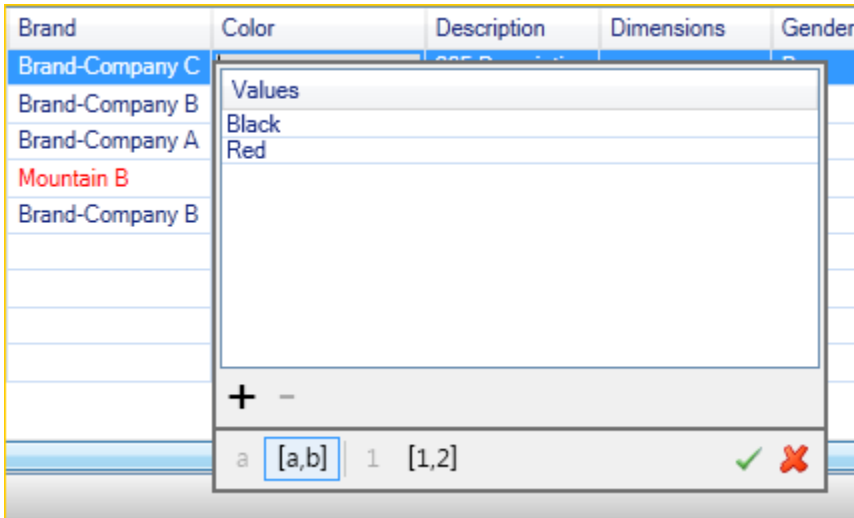 Brand Color Description Dimensions Gender
Brand-Company C
Values
Brand-Company B
Black
Brand-Company A
Red
Mountain B
Brand-Company B
+ -
a [a,b] 1 [1,2]